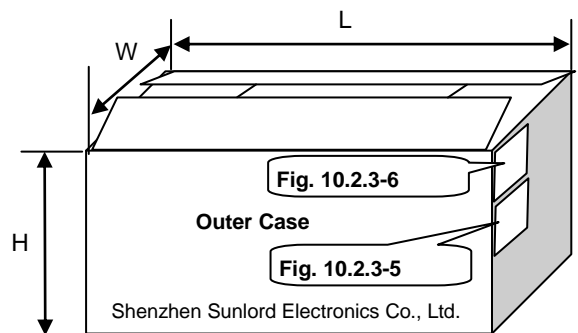 L
W
Fig. 10.2.3-6
Outer Case
H
Fig. 10.2.3-5
Shenzhen Sunlord Electronics Co., Ltd.